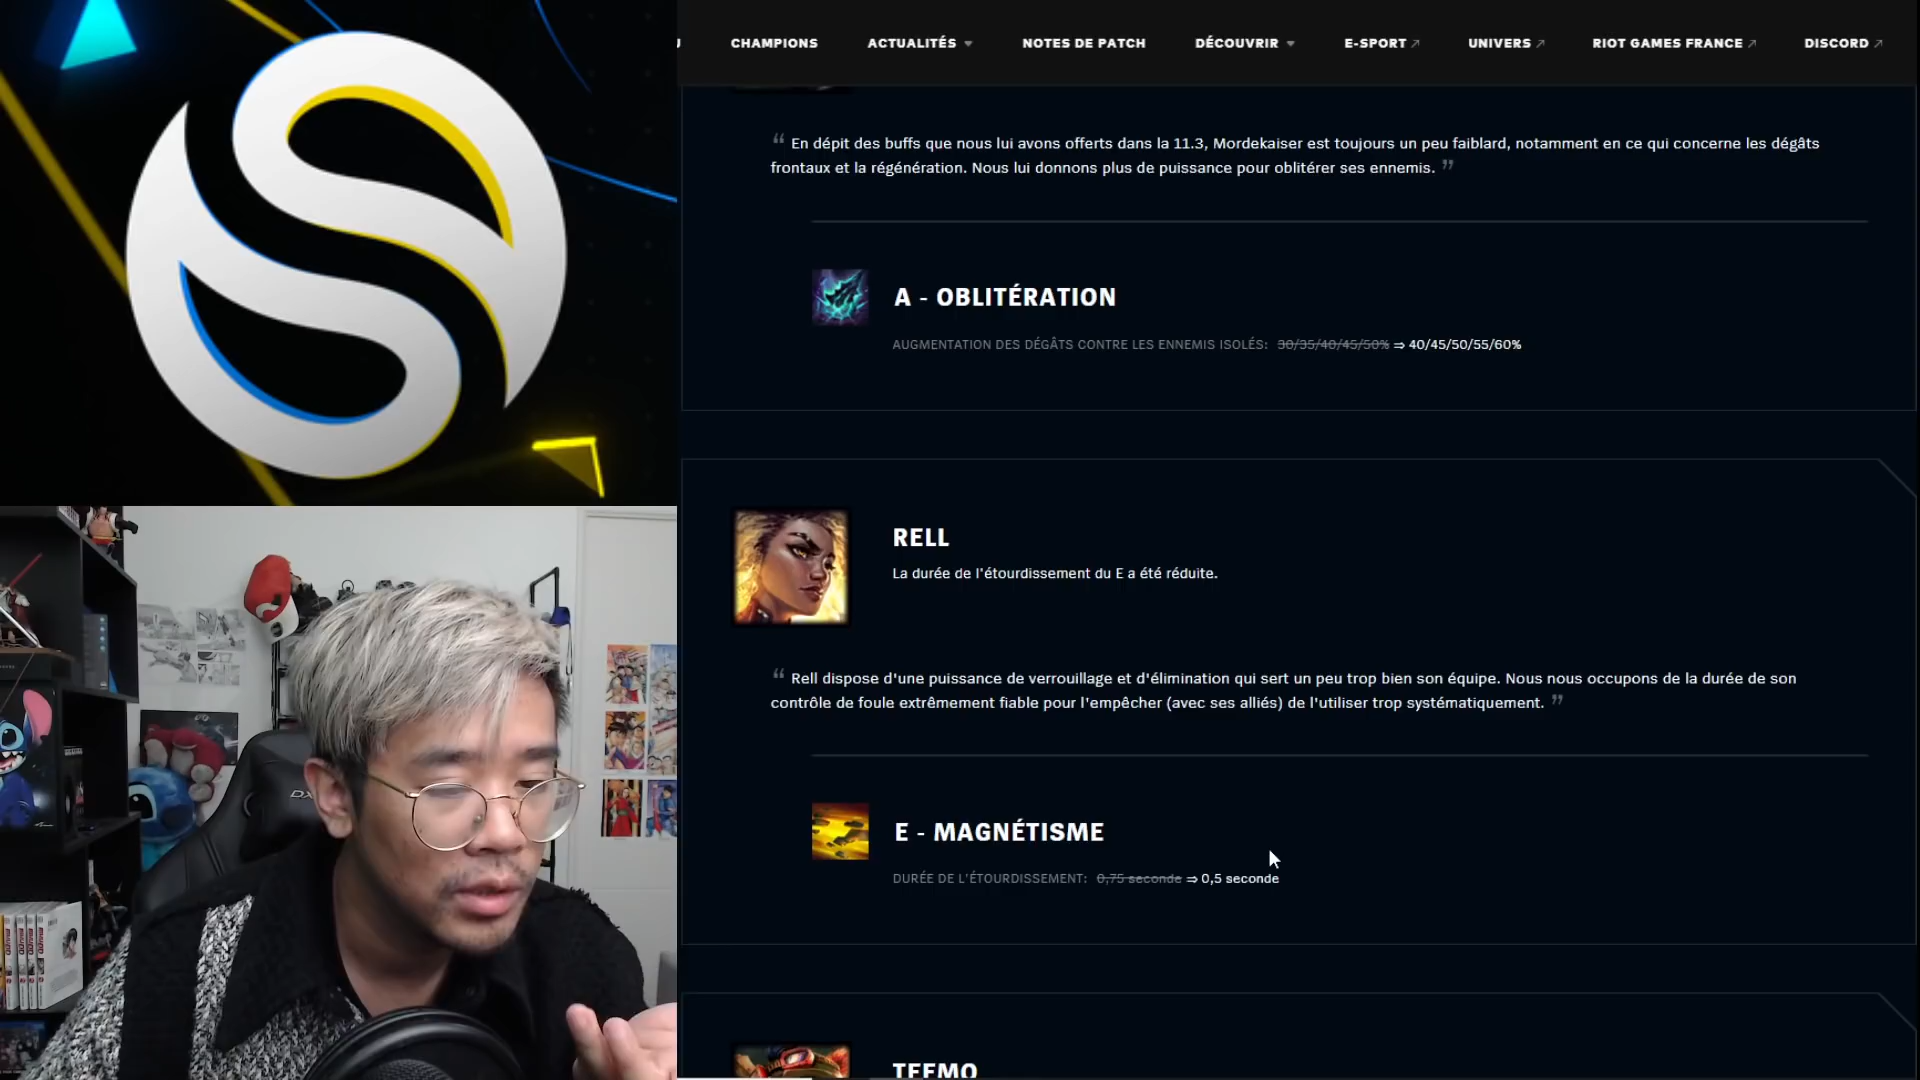 CHAMPIONS ACTUALITÉS NOTES DE PATCH DÉCOUVRIR E-SPORT UNIVERS RIOT GAMES FRANCE DISCORD
“ En dépit des buffs que nous lui avons offerts dans la 11.3, Mordekaiser est toujours un peu faiblard, notamment en ce qui concerne les dégâts
frontaux et la régénération. Nous lui donnons plus de puissance pour oblitérer ses ennemis. ”
A - OBLITÉRATION
AUGMENTATION DES DÉGÂTS CONTRE LES ENNEMIS ISOLÉS: 30/35/40/45/50% ⇒ 40/45/50/55/60%
RELL
La durée de l'étourdissement du E a été réduite.
“ Rell dispose d'une puissance de verrouillage et d'élimination qui sert un peu trop bien son équipe. Nous nous occupons de la durée de son
contrôle de foule extrêmement fiable pour l'empêcher (avec ses alliés) de l'utiliser trop systématiquement. ”
E - MAGNÉTISME
DURÉE DE L'ÉTOURDISSEMENT: 0,75 seconde ⇒ 0,5 seconde
TEEMO